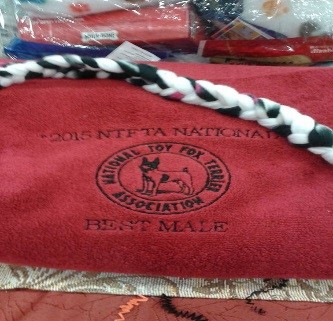 "2015 NTFTA NATIONAL
NATIONAL TOY FOX TERRIER
ASSOCIATION
BEST MALE